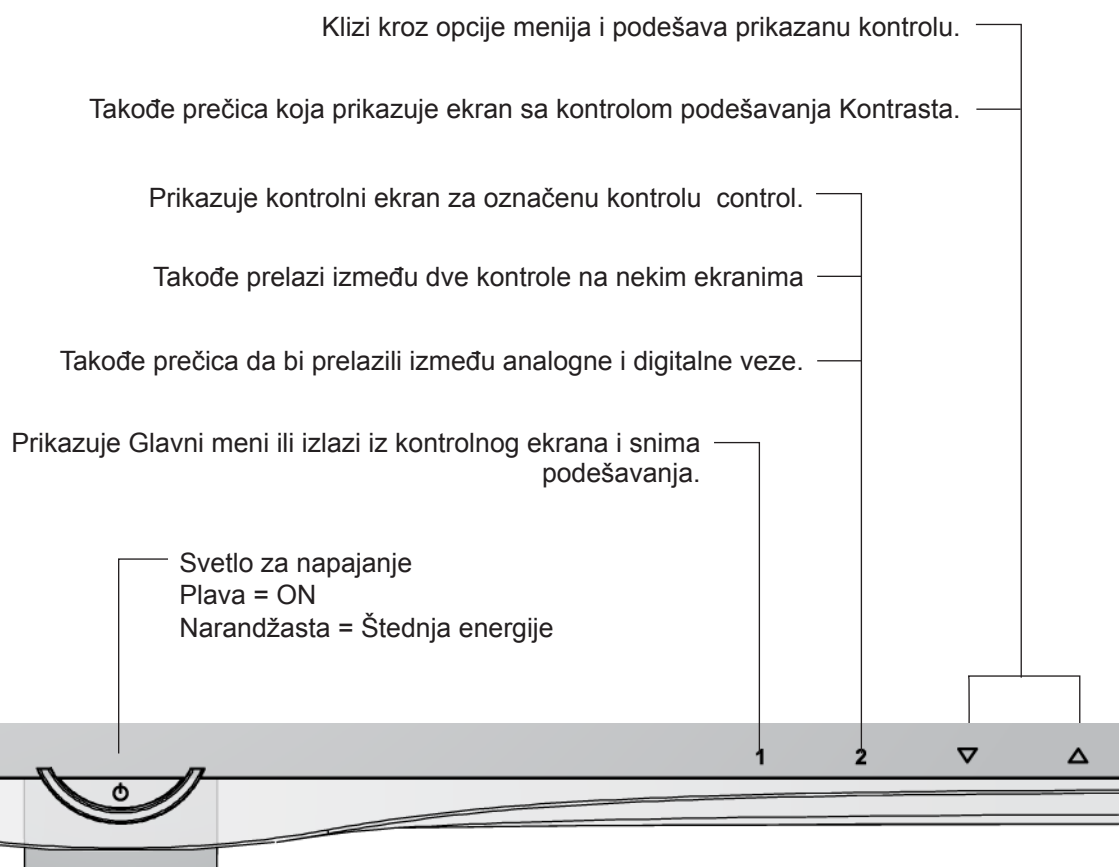 Klizi kroz opcije menija i podešava prikazanu kontrolu.
Takođe prečica koja prikazuje ekran sa kontrolom podešavanja Kontrasta.
Prikazuje kontrolni ekran za označenu kontrolu  control.
Takođe prelazi između dve kontrole na nekim ekranima
Takođe prečica da bi prelazili između analogne i digitalne veze.
Prikazuje Glavni meni ili izlazi iz kontrolnog ekrana i snima
podešavanja.
Svetlo za napajanje
Plava = ON
Narandžasta = Štednja energije
1 2